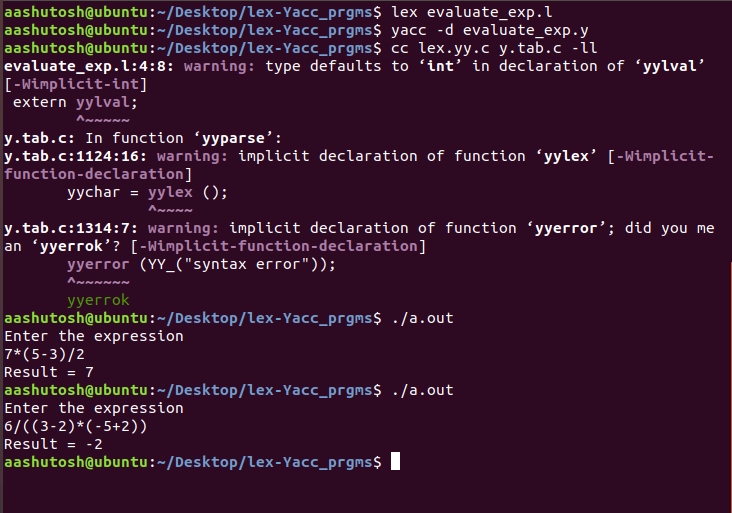 aashutosh@ubuntu:~/Desktop/lex-Yacc_prgms$ lex evaluate_exp.l
aashutosh@ubuntu:~/Desktop/lex-Yacc_prgms$ yacc -d evaluate_exp.y
aashutosh@ubuntu:~/Desktop/lex-Yacc_prgms$ cc lex.yy.c y.tab.c -ll
evaluate_exp.l:4:8: warning: type defaults to ‘int’ in declaration of ‘yylval’
[-Wimplicit-int]
 extern yylval;
        ^~~~~~
y.tab.c: In function ‘yyparse’:
y.tab.c:1124:16: warning: implicit declaration of function ‘yylex’ [-Wimplicit-
function-declaration]
       yychar = yylex ();
                ^~~~~
y.tab.c:1314:7: warning: implicit declaration of function ‘yyerror’; did you me
an ‘yyerrok’? [-Wimplicit-function-declaration]
       yyerror (YY_("syntax error"));
       ^~~~~~~
       yyerrok
aashutosh@ubuntu:~/Desktop/lex-Yacc_prgms$ ./a.out
Enter the expression
7*(5-3)/2
Result = 7
aashutosh@ubuntu:~/Desktop/lex-Yacc_prgms$ ./a.out
Enter the expression
6/((3-2)*(-5+2))
Result = -2
aashutosh@ubuntu:~/Desktop/lex-Yacc_prgms$